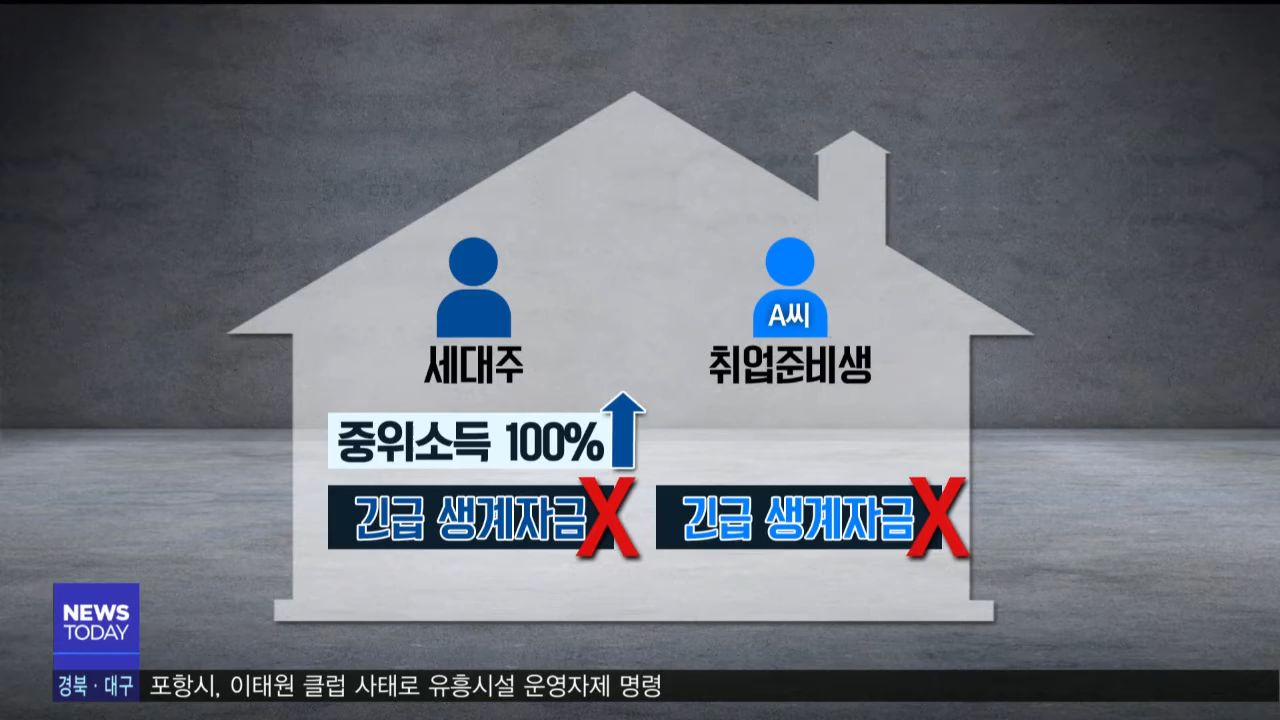 A씨
세대주
취업준비생
중위소득 100%
긴급 생계자금X
긴급 생계자금X
NEWS
TODAY
경북·대구 포항시, 이태원 클럽 사태로 유흥시설 운영자제 명령